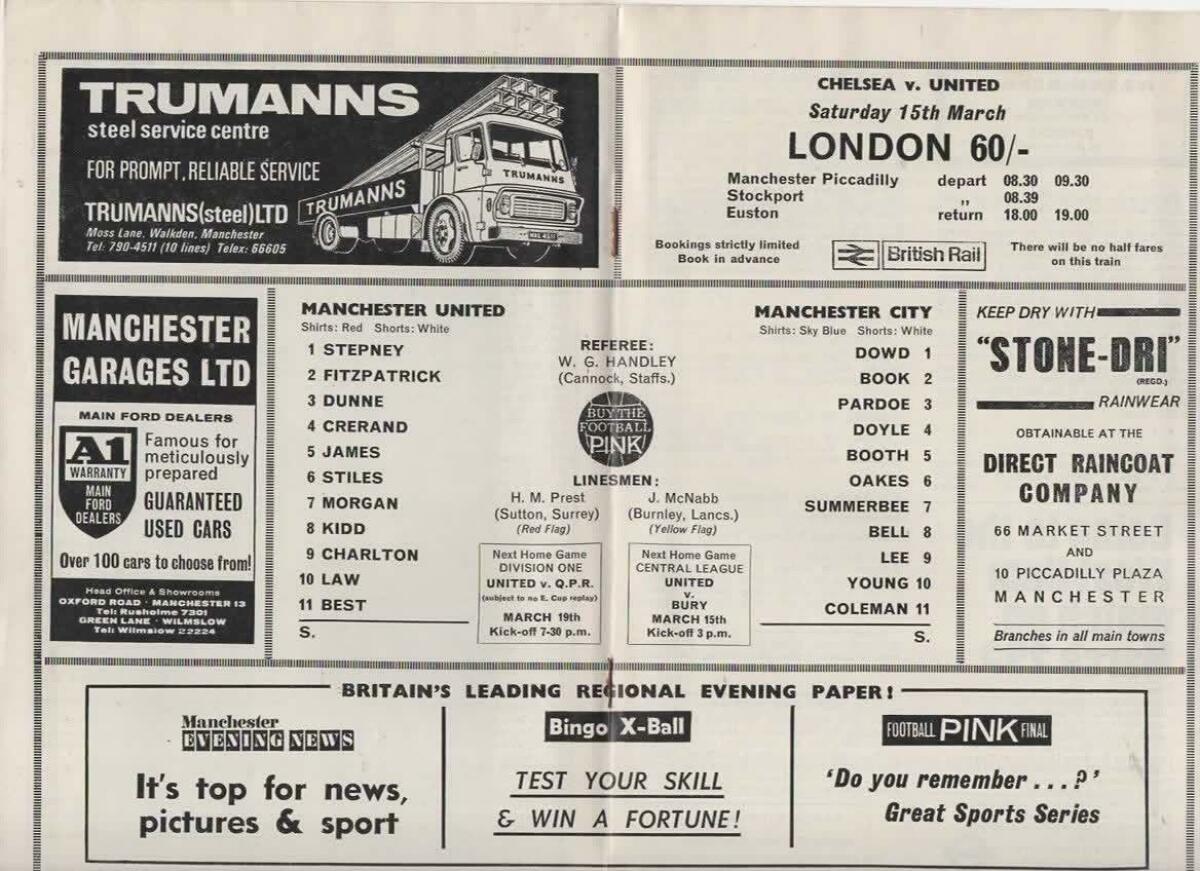 TRUMANNS
steel service centre
FOR PROMPT, RELIABLE SERVICE
TRUMANNS(steel)LTD
Moss Lane, Walkden, Manchester
Tel: 790-4511 (10 lines) Telex: 66605
TRUMANNS
TRUMANNS
CHELSEA v. UNITED
Saturday 15th March
LONDON 60/-
Manchester Piccadilly depart 08.30 09.30
Stockport ,, 08.39
Euston return 18.00 19.00
Bookings strictly limited
Book in advance
British Rail
There will be no half fares
on this train
MANCHESTER
GARAGES LTD
MAIN FORD DEALERS
A1
WARRANTY
MAIN
FORD
DEALERS
Famous for
meticulously
prepared
GUARANTEED
USED CARS
Over 100 cars to choose from!
Head Office & Showrooms
OXFORD ROAD · MANCHESTER 13
Tel: Rusholme 7301
GREEN LANE · WILMSLOW
Tel: Wilmslow 22224
MANCHESTER UNITED
Shirts: Red Shorts: White
1 STEPNEY
2 FITZPATRICK
3 DUNNE
4 CRERAND
5 JAMES
6 STILES
7 MORGAN
8 KIDD
9 CHARLTON
10 LAW
11 BEST
S.
REFEREE:
W. G. HANDLEY
(Cannock, Staffs.)
BUY THE
FOOTBALL
PINK
LINESMEN:
H. M. Prest
(Sutton, Surrey)
(Red Flag)
J. McNabb
(Burnley, Lancs.)
(Yellow Flag)
Next Home Game
DIVISION ONE
UNITED v. Q.P.R.
(subject to no E. Cup replay)
MARCH 19th
Kick-off 7-30 p.m.
Next Home Game
CENTRAL LEAGUE
UNITED
v.
BURY
MARCH 15th
Kick-off 3 p.m.
MANCHESTER CITY
Shirts: Sky Blue Shorts: White
DOWD 1
BOOK 2
PARDOE 3
DOYLE 4
BOOTH 5
OAKES 6
SUMMERBEE 7
BELL 8
LEE 9
YOUNG 10
COLEMAN 11
S.
KEEP DRY WITH
"STONE-DRI"
(REGD.)
RAINWEAR
OBTAINABLE AT THE
DIRECT RAINCOAT
COMPANY
66 MARKET STREET
AND
10 PICCADILLY PLAZA
MANCHESTER
Branches in all main towns
BRITAIN'S LEADING REGIONAL EVENING PAPER!
Manchester
EVENING NEWS
It's top for news,
pictures & sport
Bingo X-Ball
TEST YOUR SKILL
& WIN A FORTUNE!
FOOTBALL PINK FINAL
'Do you remember . . . ?'
Great Sports Series